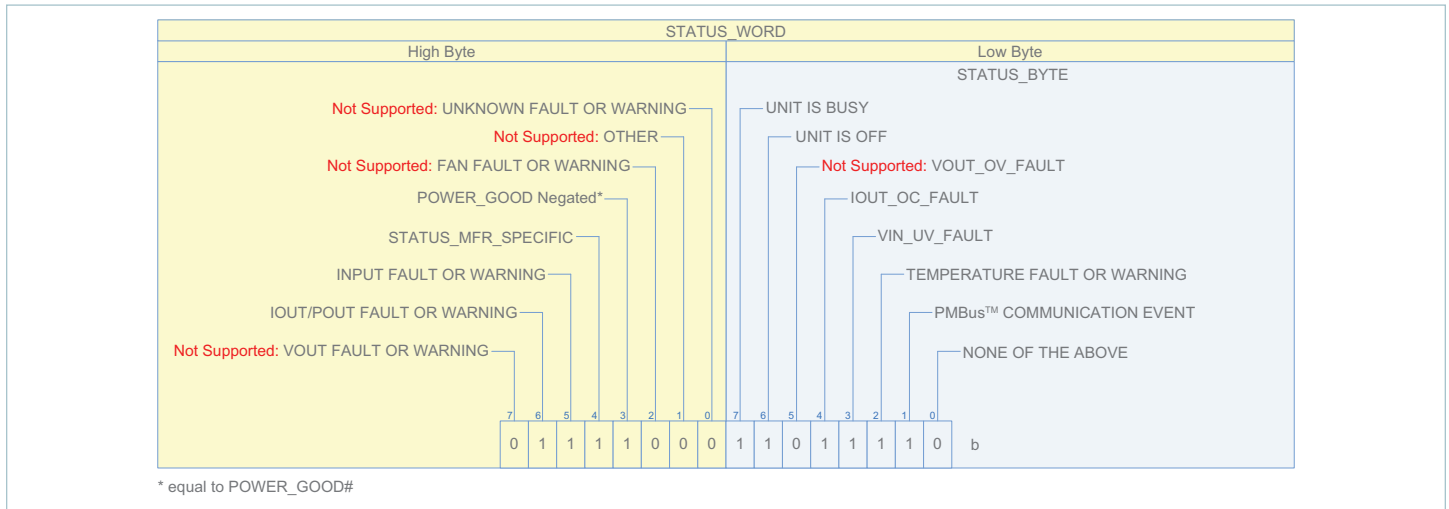 STATUS_WORD
High Byte
Low Byte
STATUS_BYTE
Not Supported: UNKNOWN FAULT OR WARNING
UNIT IS BUSY
Not Supported: OTHER
UNIT IS OFF
Not Supported: FAN FAULT OR WARNING
Not Supported: VOUT_OV_FAULT
POWER_GOOD Negated*
IOUT_OC_FAULT
STATUS_MFR_SPECIFIC
VIN_UV_FAULT
INPUT FAULT OR WARNING
TEMPERATURE FAULT OR WARNING
IOUT/POUT FAULT OR WARNING
PMBus™ COMMUNICATION EVENT
Not Supported: VOUT FAULT OR WARNING
NONE OF THE ABOVE
7 6 5 4 3 2 1 0 7 6 5 4 3 2 1 0
0 1 1 1 1 0 0 0 1 1 0 1 1 1 1 0 b
* equal to POWER_GOOD#